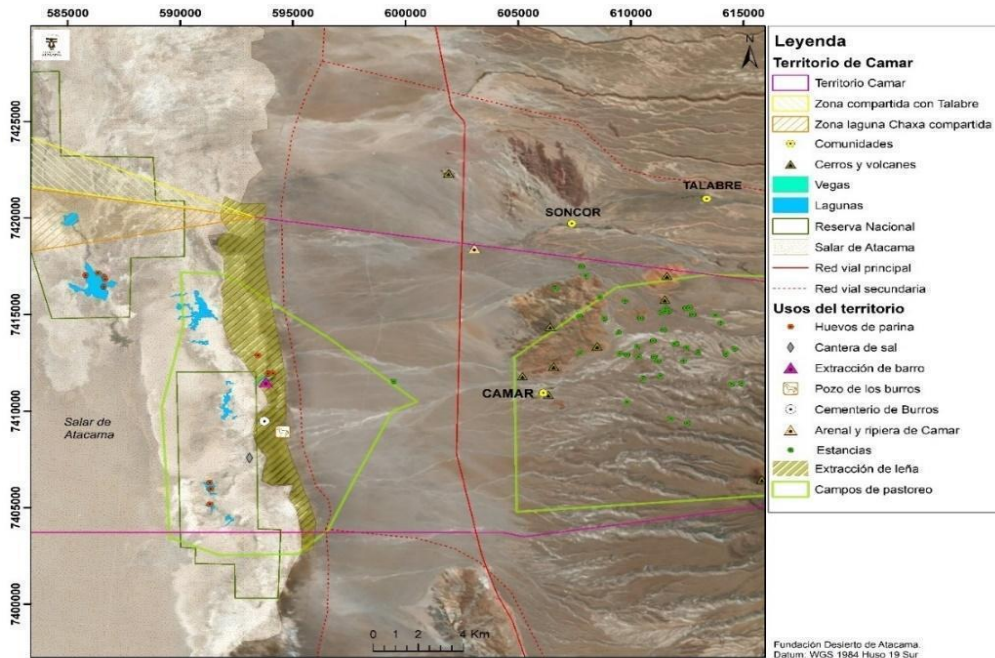 585000 590000 595000 600000 605000 610000 615000
N
7425000
7420000
7415000
7410000
7405000
7400000
TALABRE
SONCOR
CAMAR
Salar de
Atacama
0 1 2 4 Km
Leyenda
Territorio de Camar
Territorio Camar
Zona compartida con Talabre
Zona laguna Chaxa compartida
Comunidades
Cerros y volcanes
Vegas
Lagunas
Reserva Nacional
Salar de Atacama
Red vial principal
Red vial secundaria
Usos del territorio
Huevos de parina
Cantera de sal
Extracción de barro
Pozo de los burros
Cementerio de Burros
Arenal y ripiera de Camar
Estancias
Extracción de leña
Campos de pastoreo
Fundación Desierto de Atacama.
Datum: WGS 1984 Huso 19 Sur